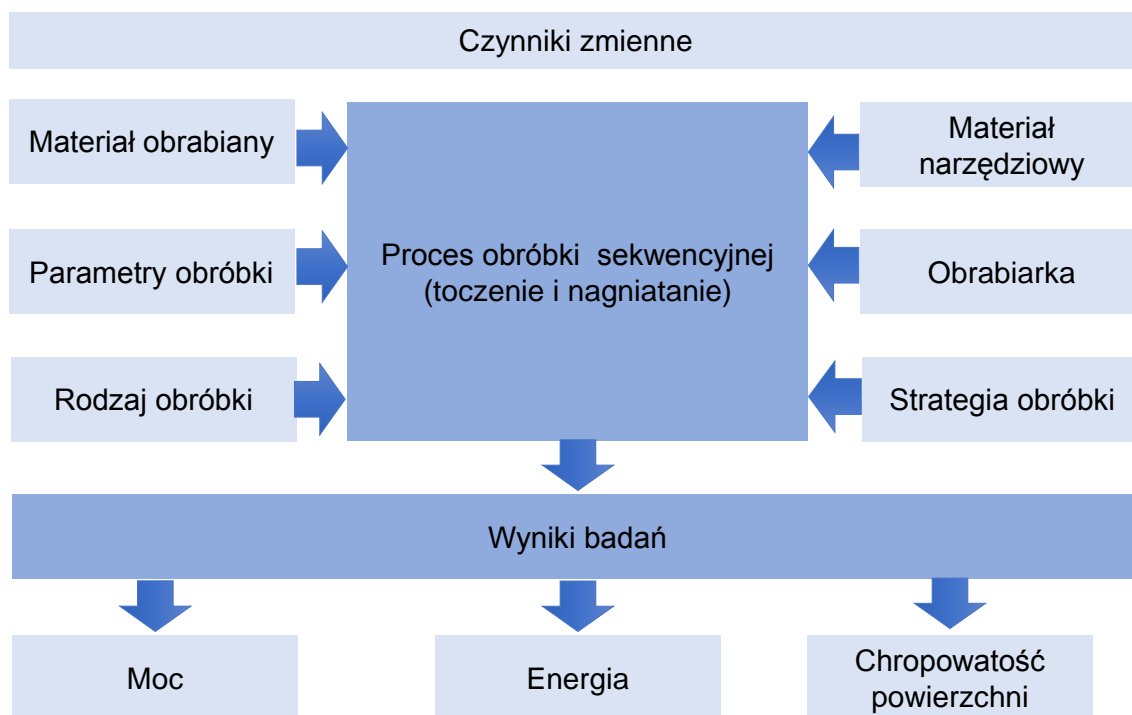 Czynniki zmienne
Materiał obrabiany
Materiał
narzędziowy
Parametry obróbki
Proces obróbki sekwencyjnej
(toczenie i nagniatanie)
Obrabiarka
Rodzaj obróbki
Strategia obróbki
Wyniki badań
Moc
Energia
Chropowatość
powierzchni